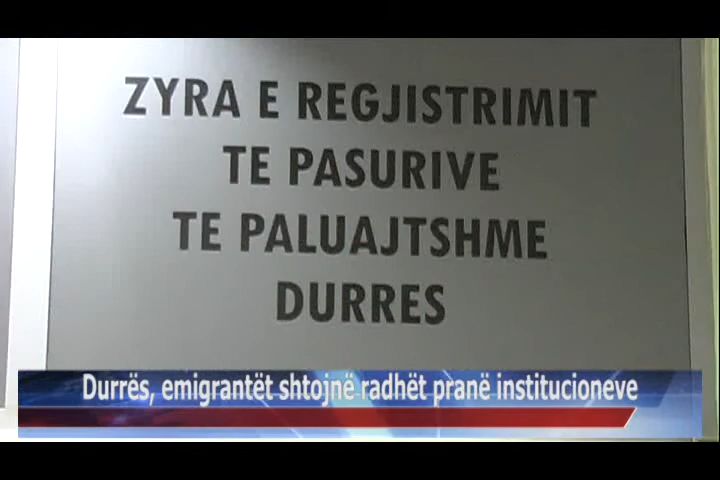 ZYRA E REGJISTRIMIT
TE PASURIVE
TE PALUAJTSHME
DURRES
Durrës, emigrantët shtojnë radhët pranë institucioneve